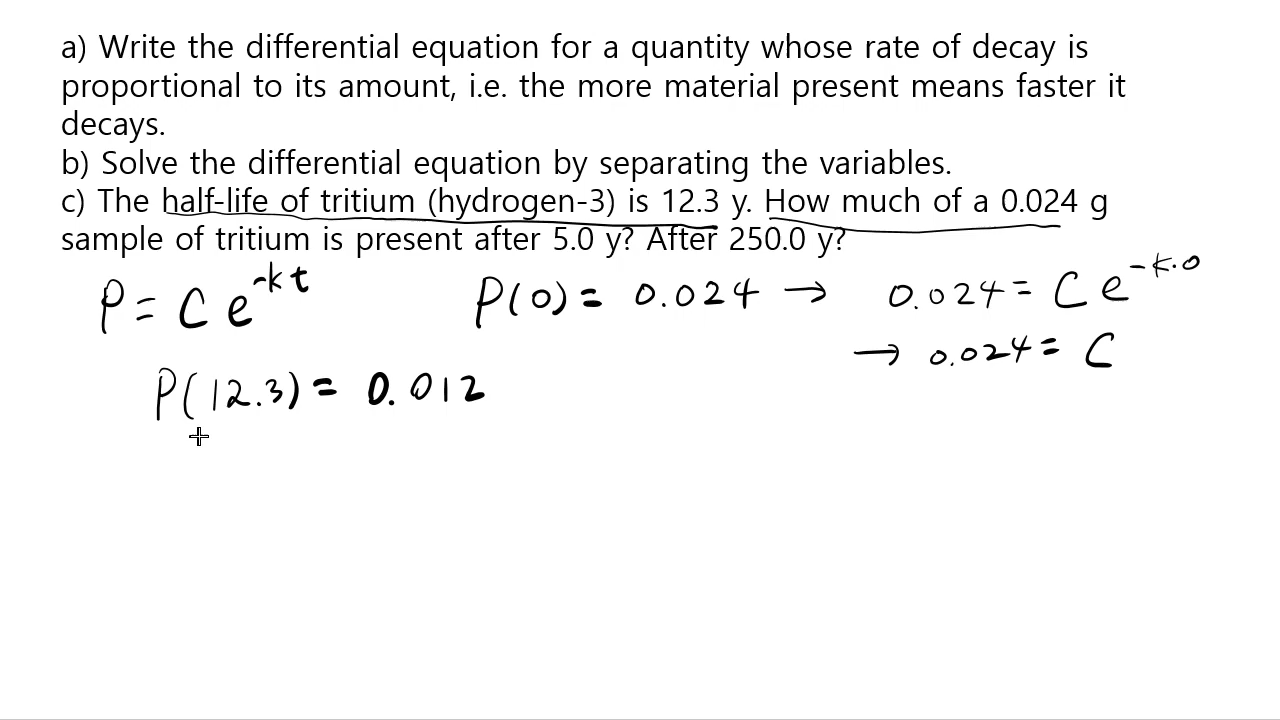 a) Write the differential equation for a quantity whose rate of decay is
proportional to its amount, i.e. the more material present means faster it
decays.
b) Solve the differential equation by separating the variables.
c) The half-life of tritium (hydrogen-3) is 12.3 y. How much of a 0.024 g
sample of tritium is present after 5.0 y? After 250.0 y?
P = C e^{-kt}
P(0) = 0.024 → 0.024 = C e^{-k·0}
→ 0.024 = C
P(12.3) = 0.012